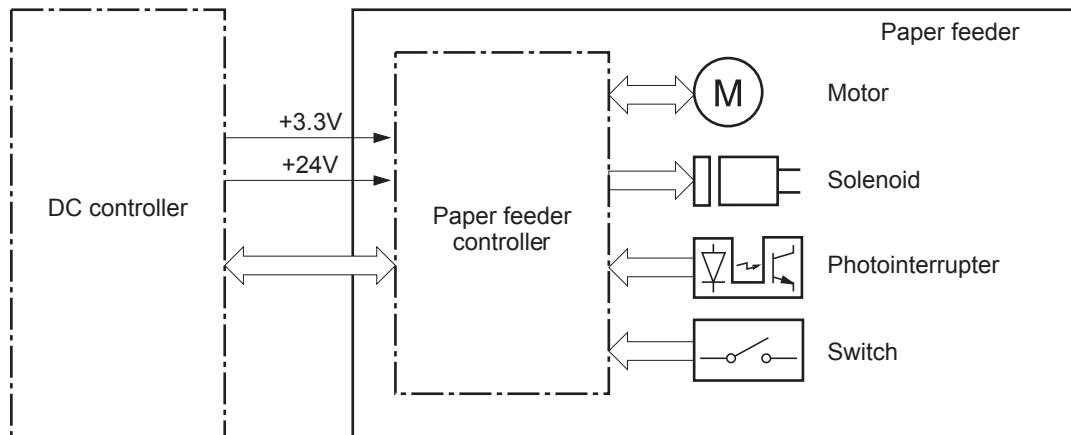 Paper feeder
M
Motor
+3.3V
+24V
Solenoid
DC controller
Paper feeder
controller
Photointerrupter
Switch